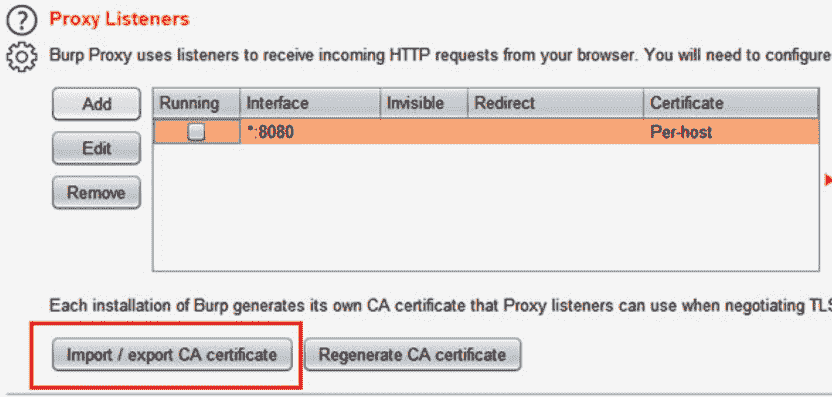 Proxy Listeners
Burp Proxy uses listeners to receive incoming HTTP requests from your browser. You will need to configure
Add
Running Interface Invisible Redirect Certificate
*:8080 Per-host
Edit
Remove
Each installation of Burp generates its own CA certificate that Proxy listeners can use when negotiating TLS
Import / export CA certificate Regenerate CA certificate